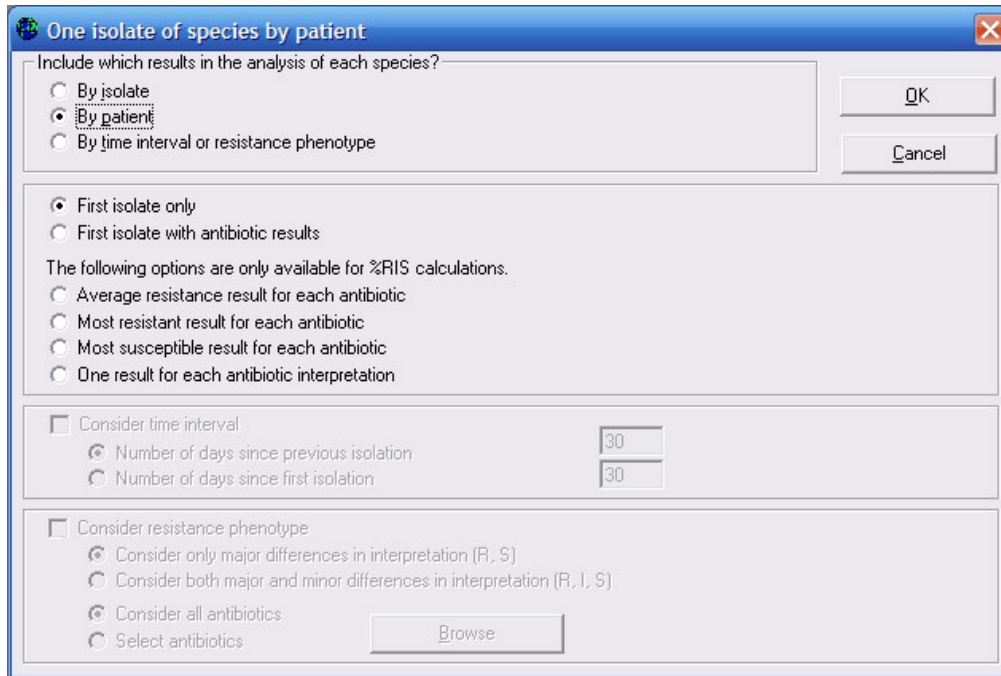 One isolate of species by patient
Include which results in the analysis of each species?
By isolate
By patient
By time interval or resistance phenotype
OK
Cancel
First isolate only
First isolate with antibiotic results
The following options are only available for %RIS calculations.
Average resistance result for each antibiotic
Most resistant result for each antibiotic
Most susceptible result for each antibiotic
One result for each antibiotic interpretation
Consider time interval
Number of days since previous isolation 30
Number of days since first isolation 30
Consider resistance phenotype
Consider only major differences in interpretation (R, S)
Consider both major and minor differences in interpretation (R, I, S)
Consider all antibiotics
Select antibiotics
Browse